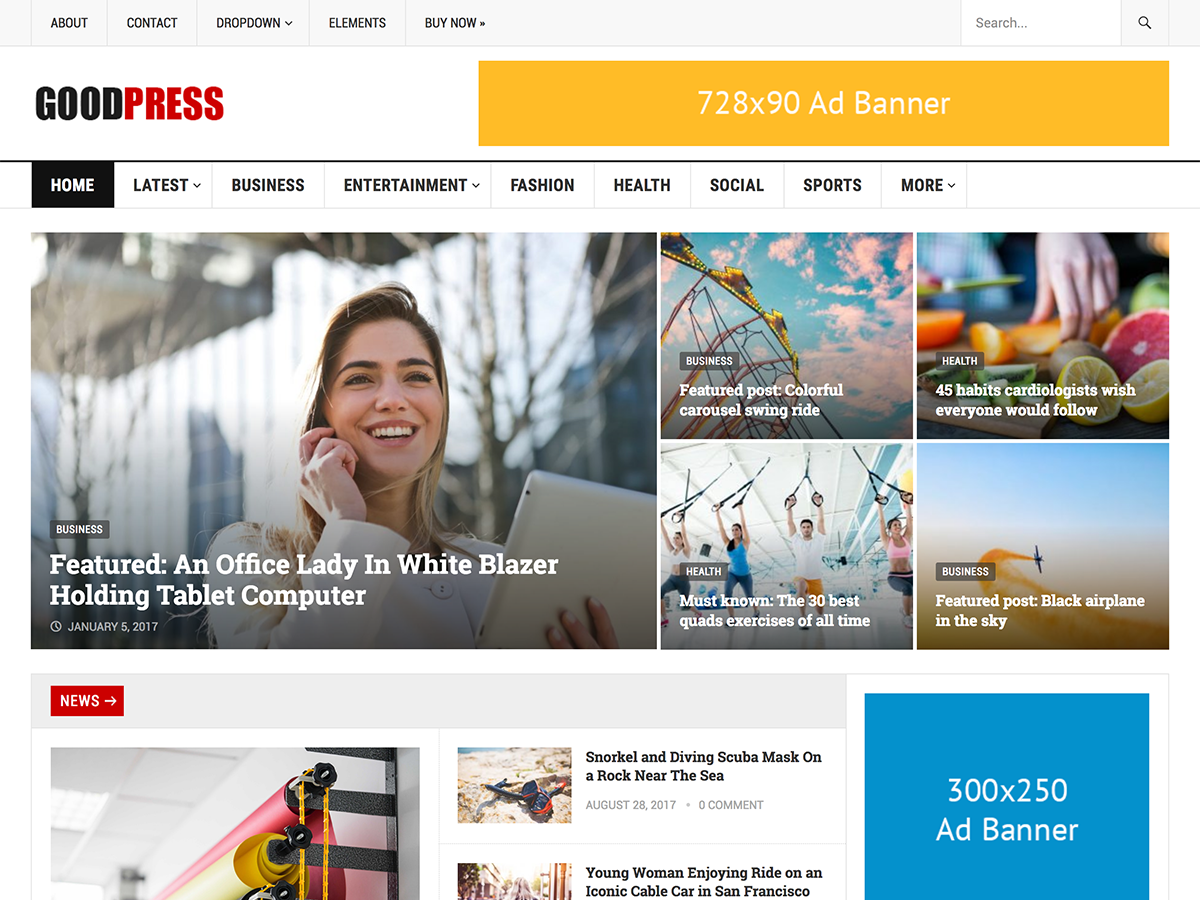 ABOUT
CONTACT
DROPDOWN
ELEMENTS
BUY NOW »
Search...
GOODPRESS
728x90 Ad Banner
HOME
LATEST
BUSINESS
ENTERTAINMENT
FASHION
HEALTH
SOCIAL
SPORTS
MORE
BUSINESS
Featured: An Office Lady In White Blazer
Holding Tablet Computer
JANUARY 5, 2017
BUSINESS
Featured post: Colorful
carousel swing ride
HEALTH
45 habits cardiologists wish
everyone would follow
HEALTH
Must known: The 30 best
quads exercises of all time
BUSINESS
Featured post: Black airplane
in the sky
NEWS →
Snorkel and Diving Scuba Mask On
a Rock Near The Sea
AUGUST 28, 2017 • 0 COMMENT
Young Woman Enjoying Ride on an
Iconic Cable Car in San Francisco
300x250
Ad Banner